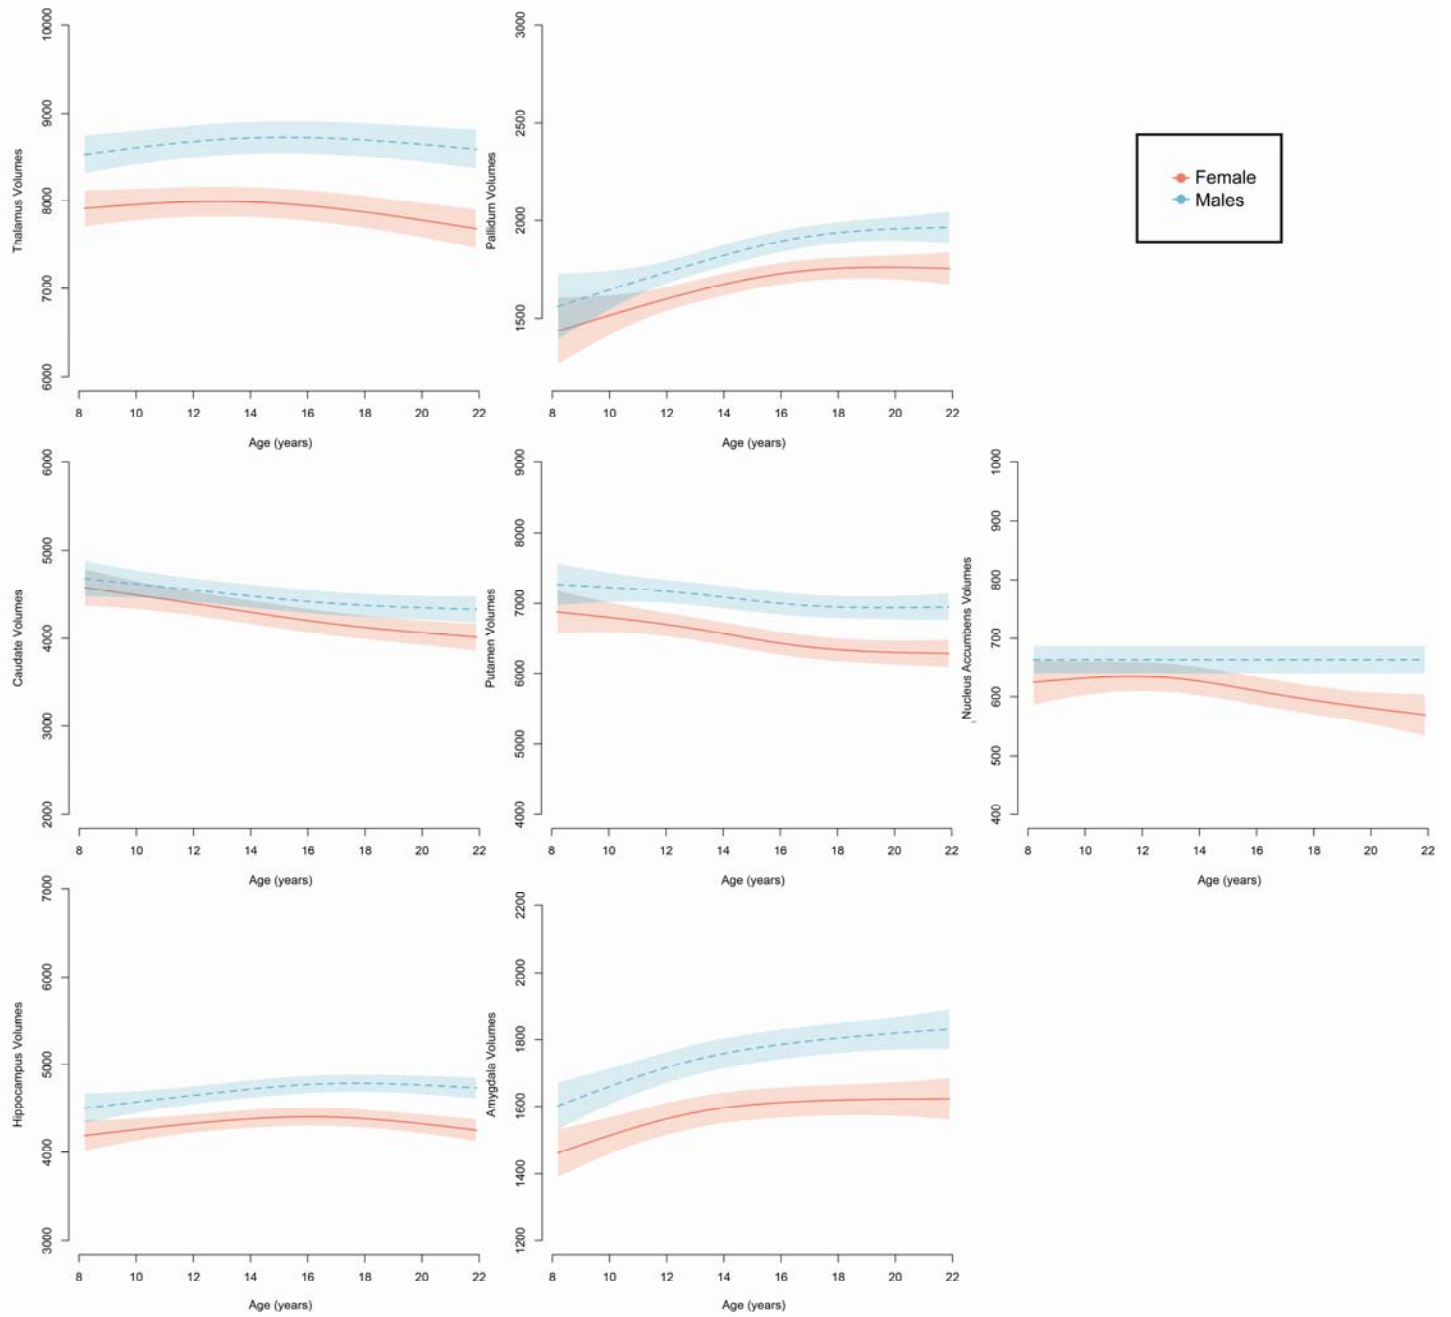 Thalamus Volumes
10000
9000
8000
7000
6000
8 10 12 14 16 18 20 22
Age (years)
Pallidum Volumes
3000
2500
2000
1500
8 10 12 14 16 18 20 22
Age (years)
Female
Males
Caudate Volumes
6000
5000
4000
3000
2000
8 10 12 14 16 18 20 22
Age (years)
Putamen Volumes
9000
8000
7000
6000
5000
4000
8 10 12 14 16 18 20 22
Age (years)
Nucleus Accumbens Volumes
1000
900
800
700
600
500
400
8 10 12 14 16 18 20 22
Age (years)
Hippocampus Volumes
7000
6000
5000
4000
3000
8 10 12 14 16 18 20 22
Age (years)
Amygdala Volumes
2200
2000
1800
1600
1400
1200
8 10 12 14 16 18 20 22
Age (years)